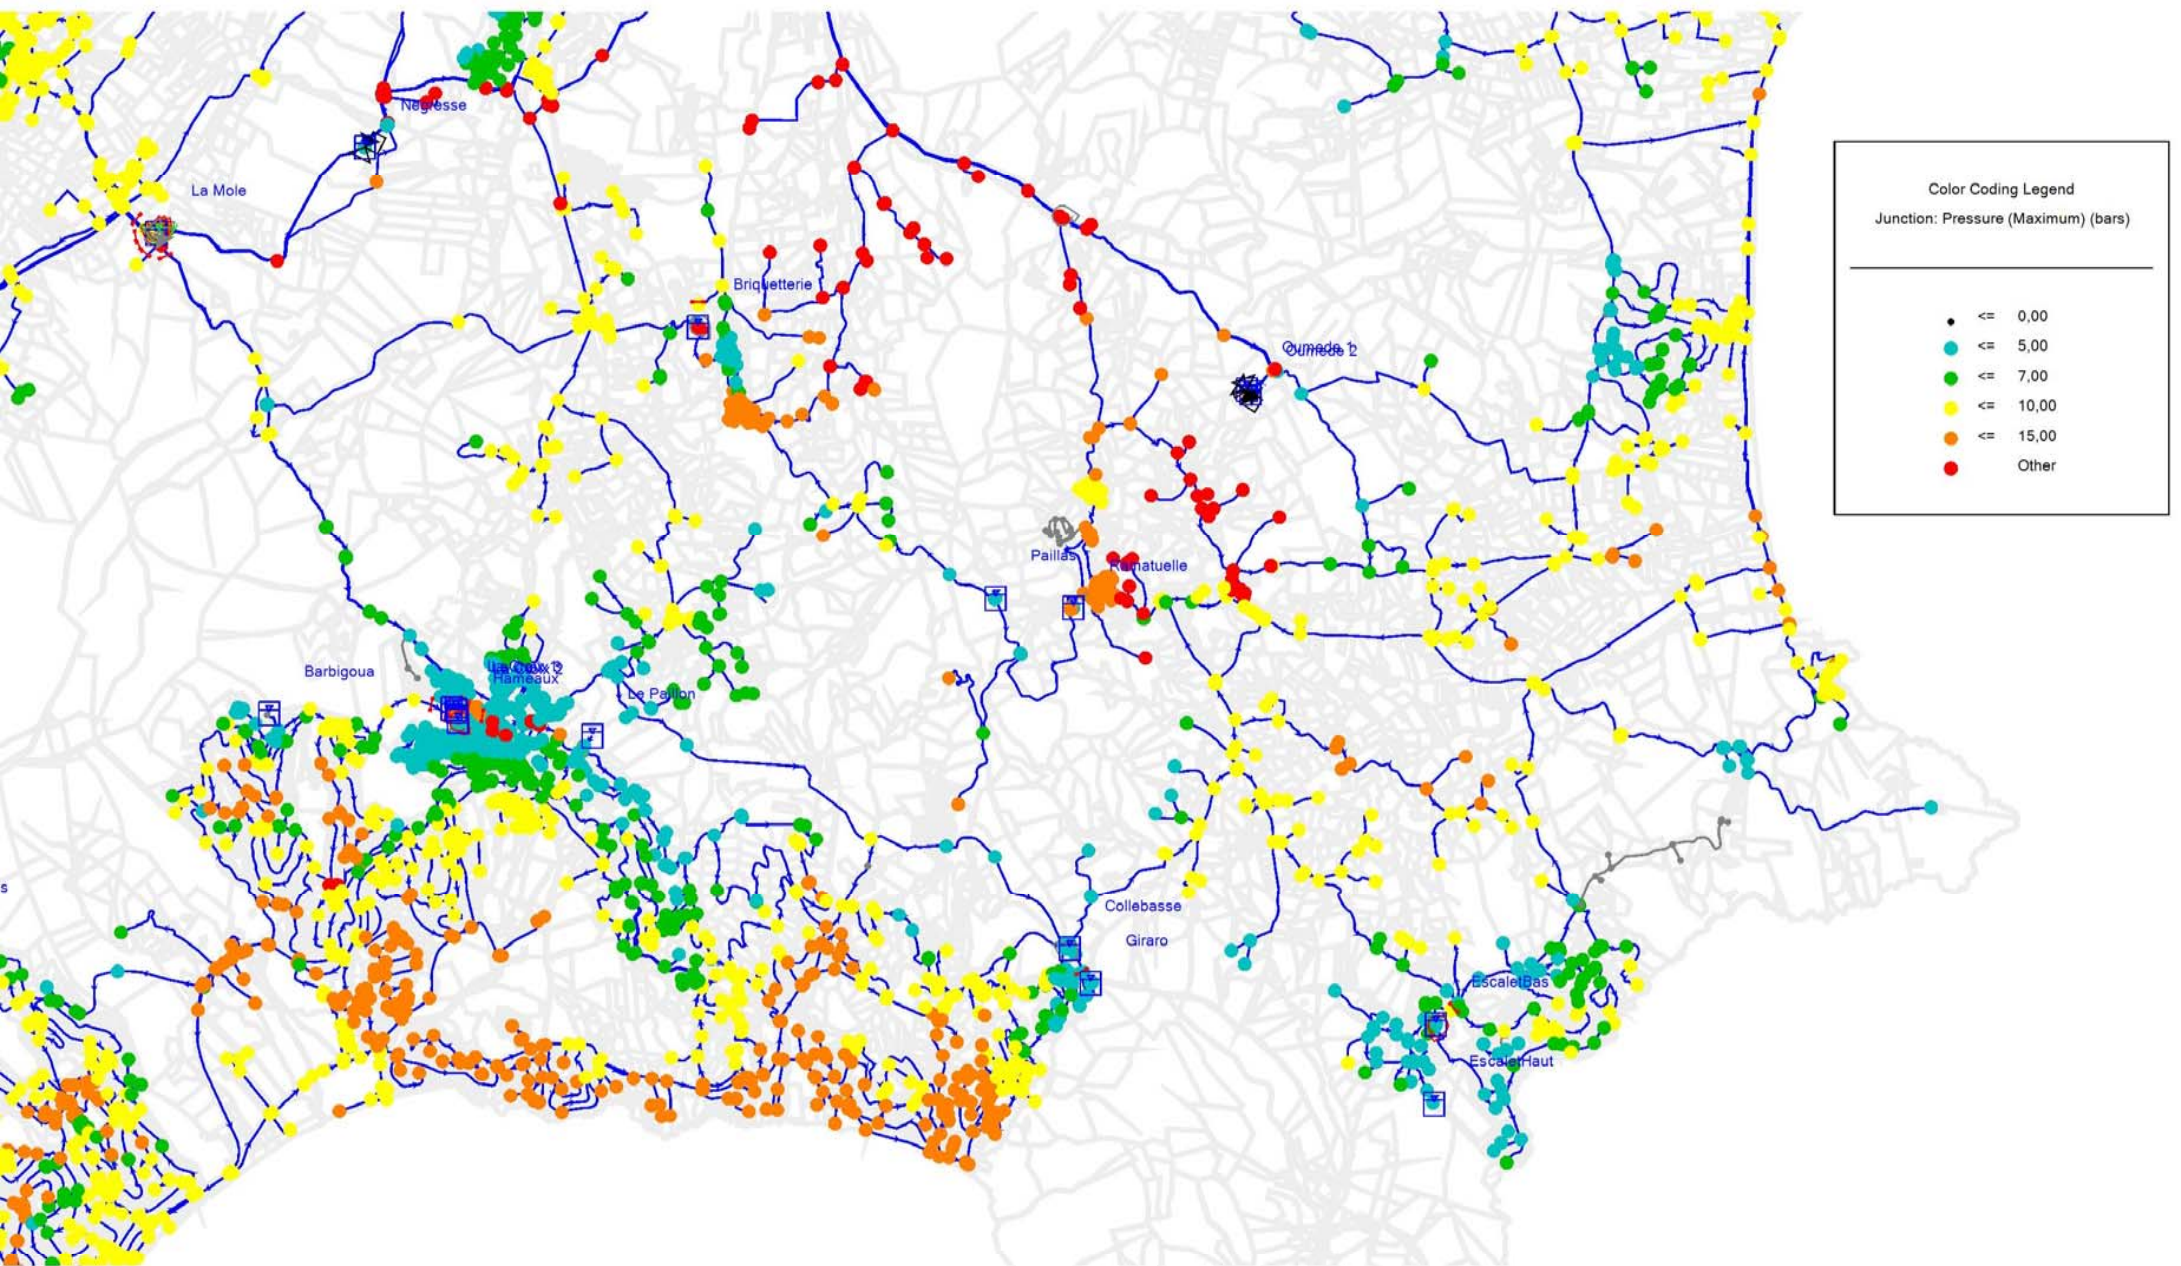 Negresse
La Mole
Briquetterie
Oumede 1
Oumede 2
Paillas
Ramatuelle
Barbigoua
Hameaux
Le Paillon
s
Collebasse
Giraro
EscaletBas
EscaletHaut
Color Coding Legend
Junction: Pressure (Maximum) (bars)
<= 0,00
<= 5,00
<= 7,00
<= 10,00
<= 15,00
Other